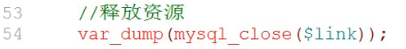 53 //释放资源
54 var_dump(mysql_close($link));